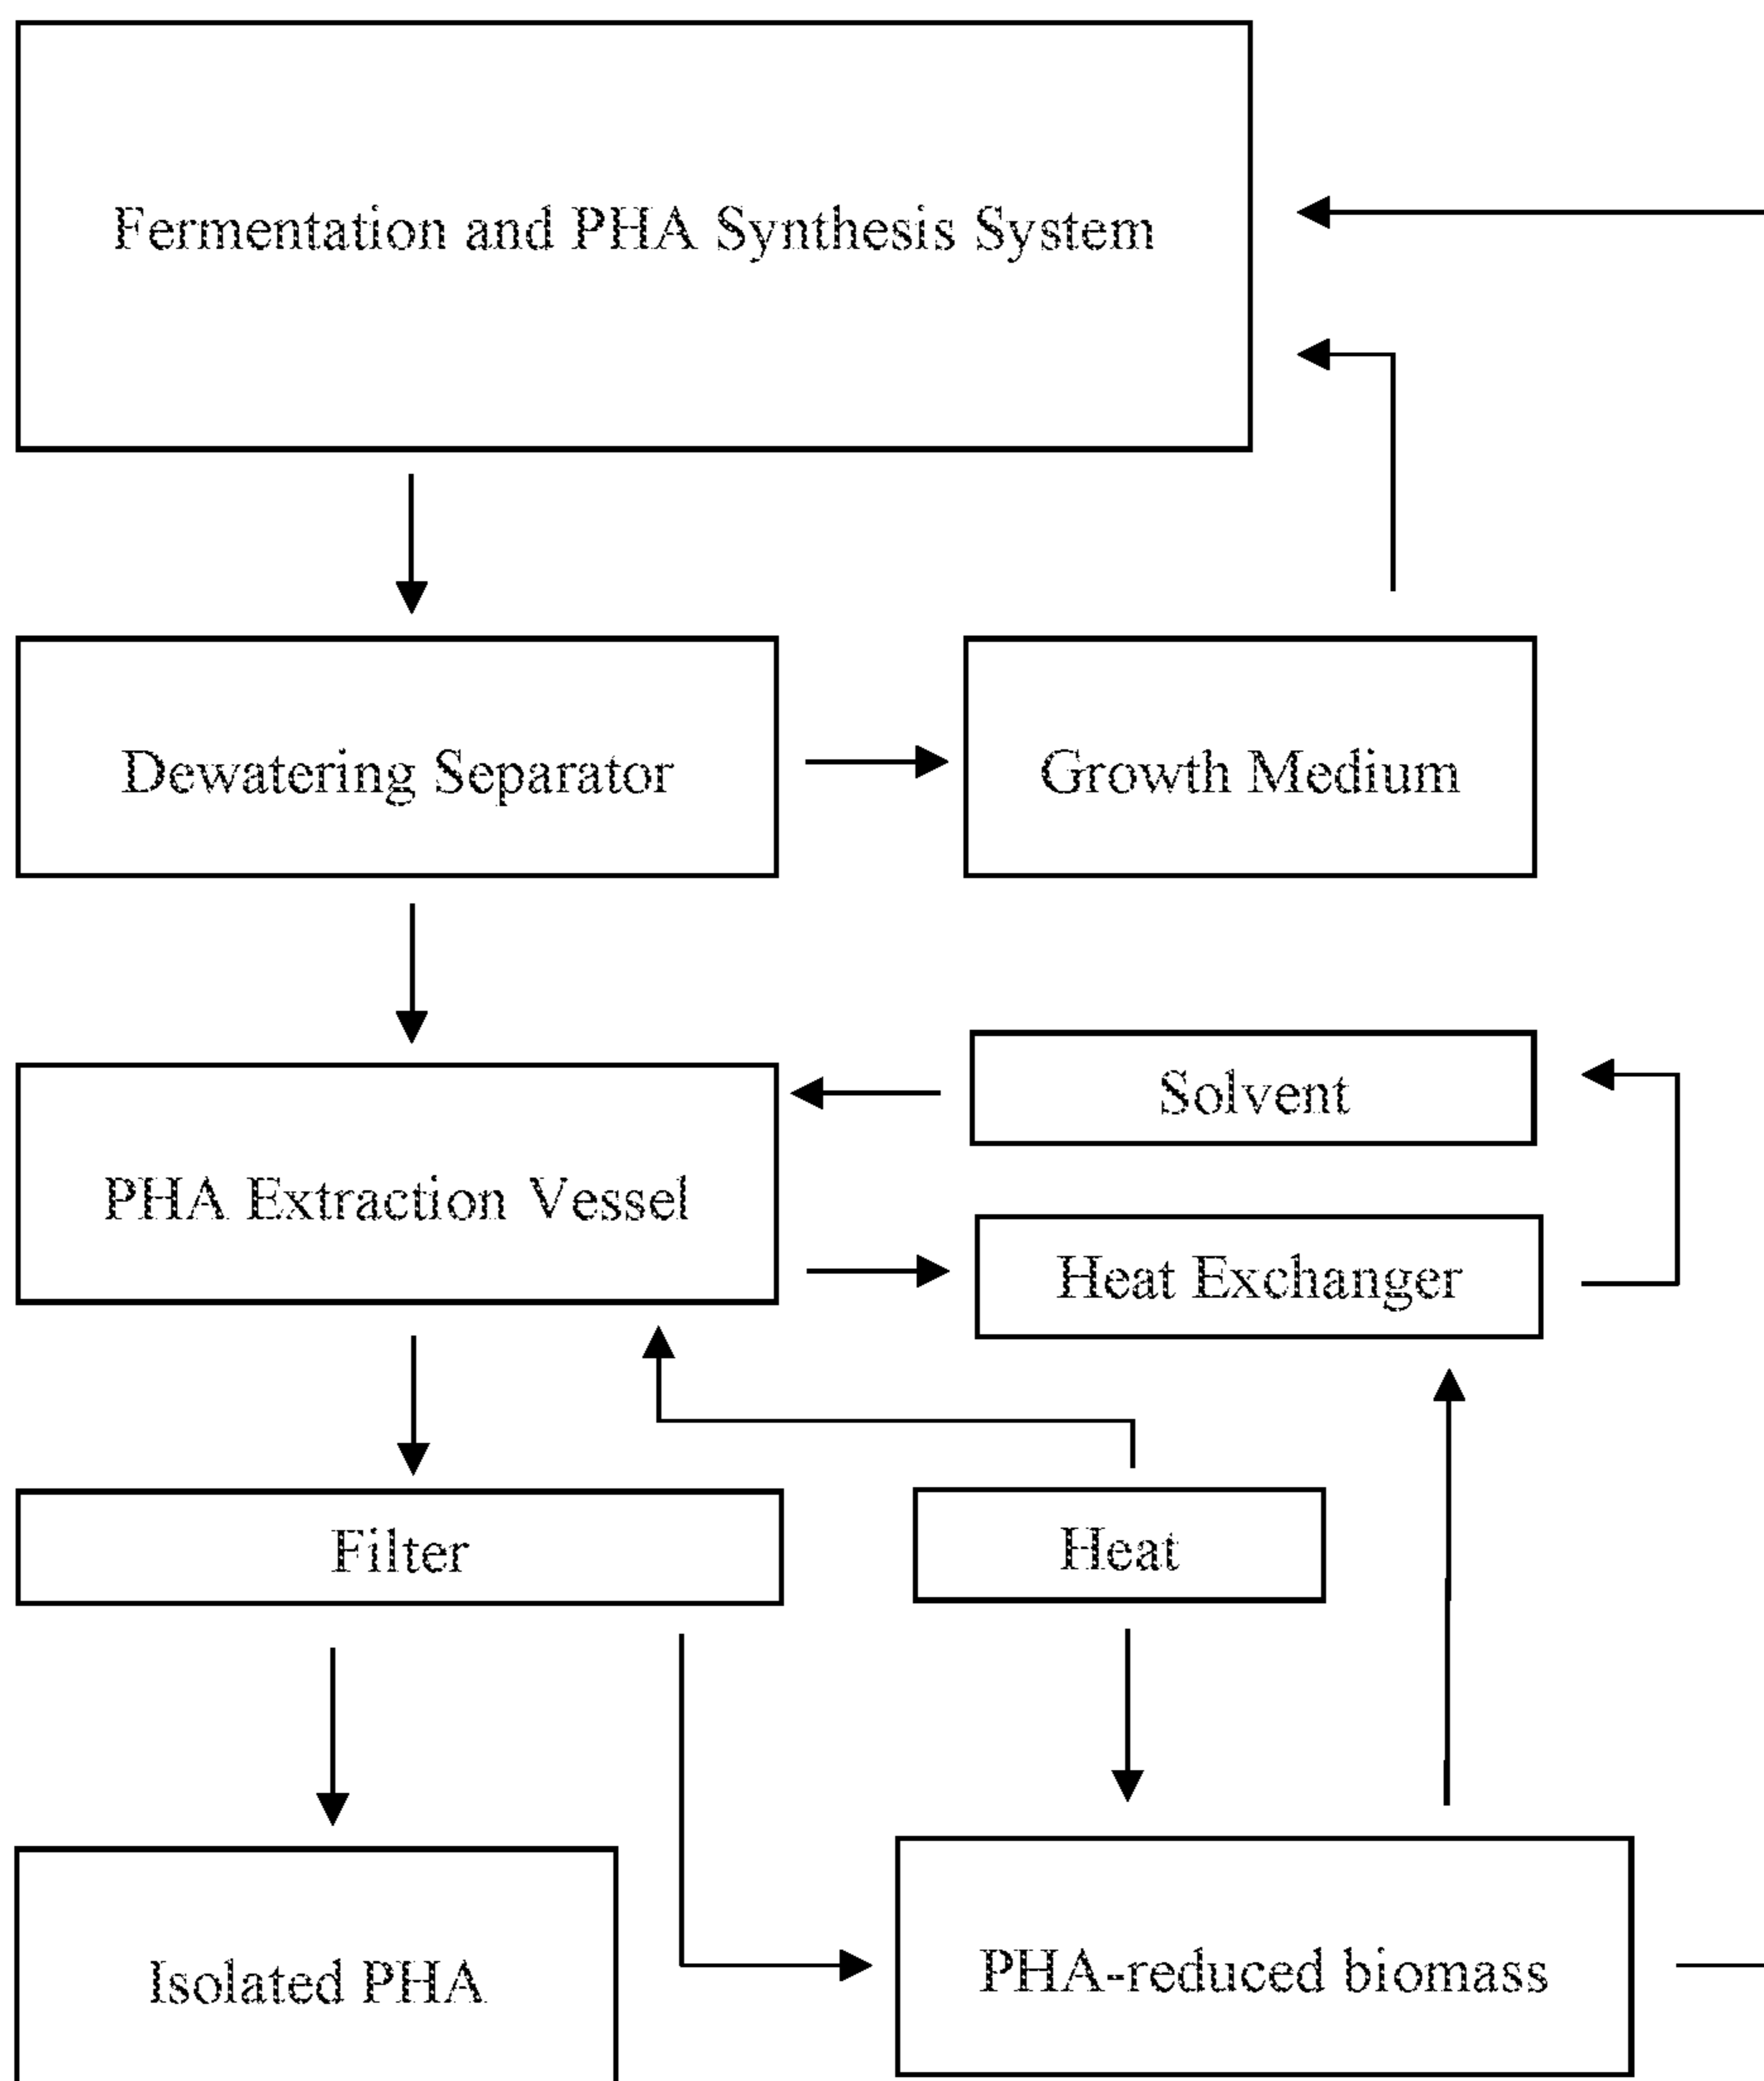 Fermentation and PHA Synthesis System
Dewatering Separator
Growth Medium
Solvent
PHA Extraction Vessel
Heat Exchanger
Filter
Heat
Isolated PHA
PHA-reduced biomass